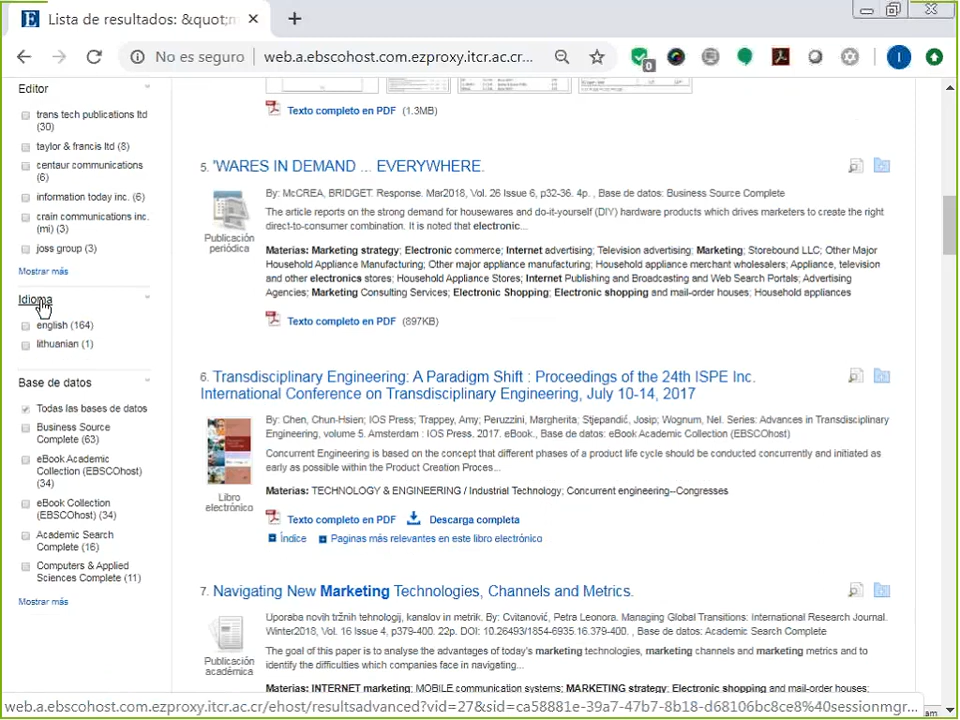 Lista de resultados: &quot;m
No es seguro
web.a.ebscohost.com.ezproxy.itcr.ac.cr...
0
I
Editor
trans tech publications ltd
(30)
taylor & francis ltd (8)
centaur communications
(6)
information today inc. (6)
crain communications inc.
(mi) (3)
joss group (3)
Mostrar más
Idioma
english (164)
lithuanian (1)
Base de datos
Todas las bases de datos
Business Source
Complete (63)
eBook Academic
Collection (EBSCOhost)
(34)
eBook Collection
(EBSCOhost) (34)
Academic Search
Complete (16)
Computers & Applied
Sciences Complete (11)
Mostrar más
Texto completo en PDF (1.3MB)
5. 'WARES IN DEMAND ... EVERYWHERE.
Publicación
periódica
By: McCREA, BRIDGET. Response. Mar2018, Vol. 26 Issue 6, p32-36. 4p. , Base de datos: Business Source Complete
The article reports on the strong demand for housewares and do-it-yourself (DIY) hardware products which drives marketers to create the right
direct-to-consumer combination. It is noted that electronic...
Materias: Marketing strategy; Electronic commerce; Internet advertising; Television advertising; Marketing; Storebound LLC; Other Major
Household Appliance Manufacturing; Other major appliance manufacturing; Household appliance merchant wholesalers; Appliance, television
and other electronics stores; Household Appliance Stores; Internet Publishing and Broadcasting and Web Search Portals; Advertising
Agencies; Marketing Consulting Services; Electronic Shopping; Electronic shopping and mail-order houses; Household appliances
Texto completo en PDF (897KB)
6. Transdisciplinary Engineering: A Paradigm Shift : Proceedings of the 24th ISPE Inc.
International Conference on Transdisciplinary Engineering, July 10-14, 2017
Libro
electrónico
By: Chen, Chun-Hsien; IOS Press; Trappey, Amy; Peruzzini, Margherita; Stjepandić, Josip; Wognum, Nel. Series: Advances in Transdisciplinary
Engineering, volume 5. Amsterdam : IOS Press. 2017. eBook., Base de datos: eBook Academic Collection (EBSCOhost)
Concurrent Engineering is based on the concept that different phases of a product life cycle should be conducted concurrently and initiated as
early as possible within the Product Creation Proces...
Materias: TECHNOLOGY & ENGINEERING / Industrial Technology; Concurrent engineering--Congresses
Texto completo en PDF Descarga completa
Índice Paginas más relevantes en este libro electrónico
7. Navigating New Marketing Technologies, Channels and Metrics.
Publicación
académica
Uporaba novih tržnih tehnologij, kanalov in metrik. By: Cvitanović, Petra Leonora. Managing Global Transitions: International Research Journal.
Winter2018, Vol. 16 Issue 4, p379-400. 22p. DOI: 10.26493/1854-6935.16.379-400. , Base de datos: Academic Search Complete
The goal of this paper is to analyse the advantages of today's marketing technologies, marketing channels and marketing metrics and to
identify the difficulties which companies face in navigating...
Materias: INTERNET marketing; MOBILE communication systems; MARKETING strategy; Electronic shopping and mail-order houses;
web.a.ebscohost.com.ezproxy.itcr.ac.cr/ehost/resultsadvanced?vid=27&sid=ca58881e-39a7-47b7-8b18-d68106bc8ce8%40sessionmgr...
am